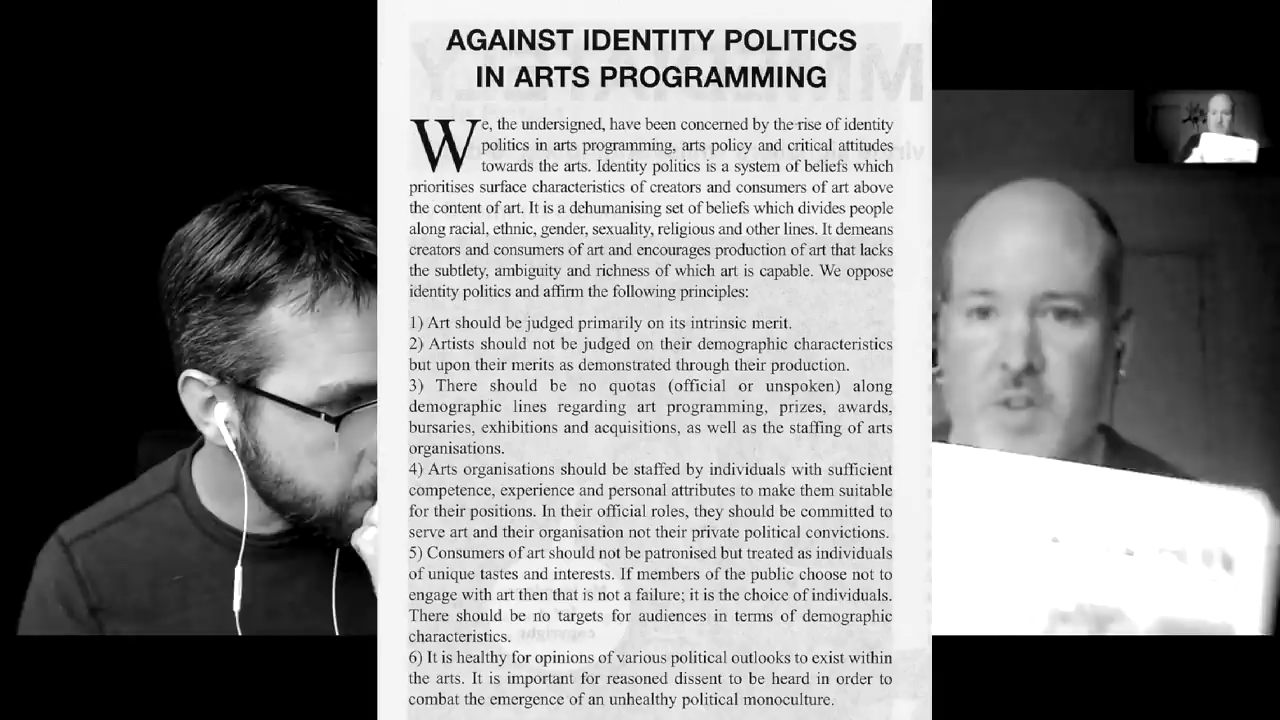 AGAINST IDENTITY POLITICS
IN ARTS PROGRAMMING
We, the undersigned, have been concerned by the rise of identity
politics in arts programming, arts policy and critical attitudes
towards the arts. Identity politics is a system of beliefs which
prioritises surface characteristics of creators and consumers of art above
the content of art. It is a dehumanising set of beliefs which divides people
along racial, ethnic, gender, sexuality, religious and other lines. It demeans
creators and consumers of art and encourages production of art that lacks
the subtlety, ambiguity and richness of which art is capable. We oppose
identity politics and affirm the following principles:
1) Art should be judged primarily on its intrinsic merit.
2) Artists should not be judged on their demographic characteristics
but upon their merits as demonstrated through their production.
3) There should be no quotas (official or unspoken) along
demographic lines regarding art programming, prizes, awards,
bursaries, exhibitions and acquisitions, as well as the staffing of arts
organisations.
4) Arts organisations should be staffed by individuals with sufficient
competence, experience and personal attributes to make them suitable
for their positions. In their official roles, they should be committed to
serve art and their organisation not their private political convictions.
5) Consumers of art should not be patronised but treated as individuals
of unique tastes and interests. If members of the public choose not to
engage with art then that is not a failure; it is the choice of individuals.
There should be no targets for audiences in terms of demographic
characteristics.
6) It is healthy for opinions of various political outlooks to exist within
the arts. It is important for reasoned dissent to be heard in order to
combat the emergence of an unhealthy political monoculture.